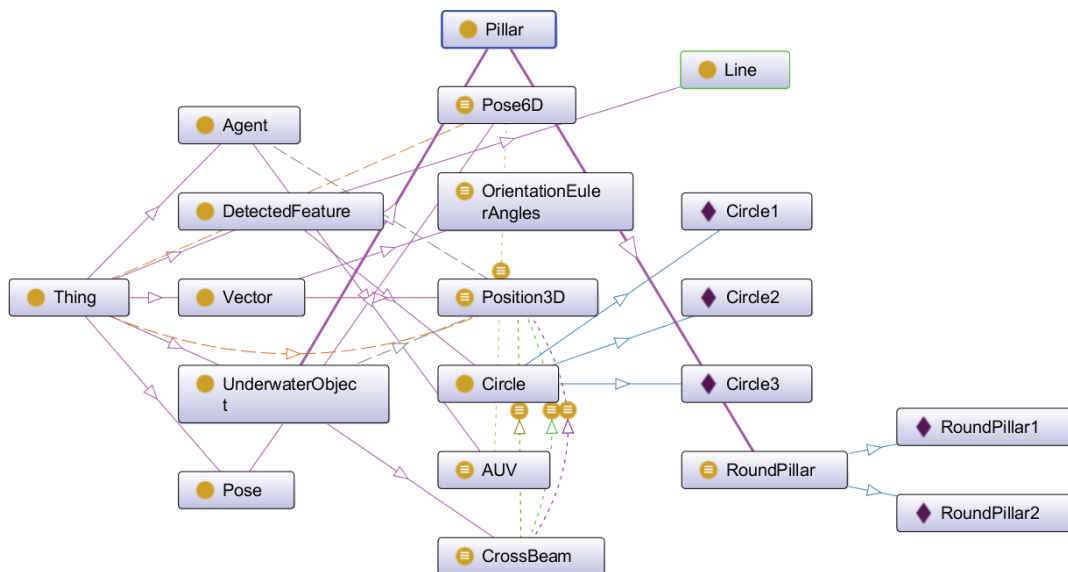 Pillar
Line
Pose6D
Agent
OrientationEule
rAngles
DetectedFeature
Circle1
Thing
Vector
Position3D
Circle2
UnderwaterObjec
t
Circle
Circle3
RoundPillar1
AUV
RoundPillar
Pose
RoundPillar2
CrossBeam